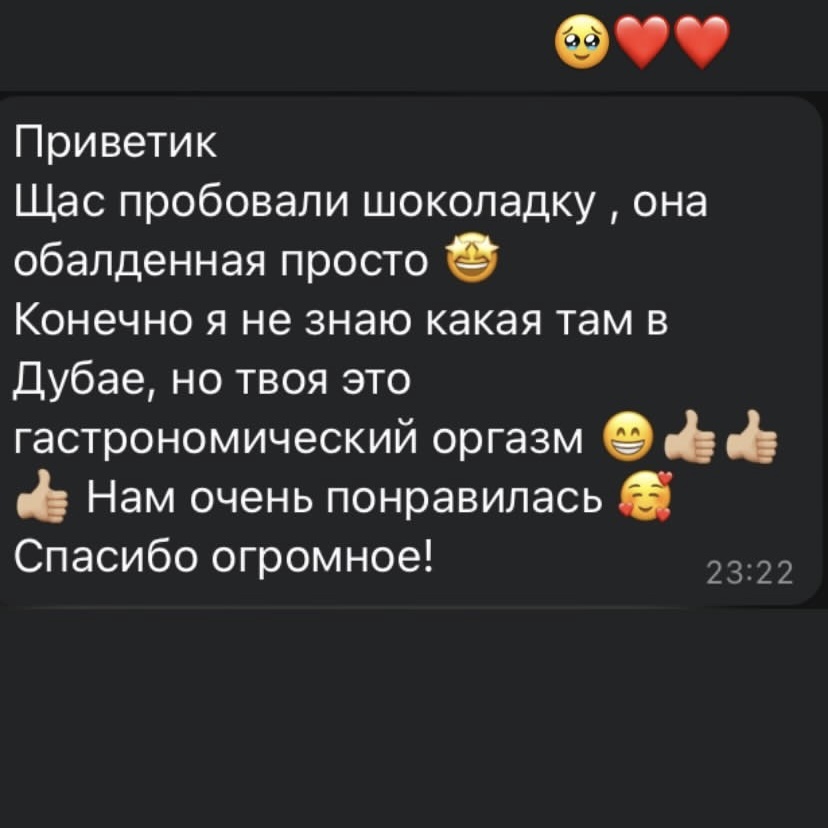 🥹❤️❤️
Приветик
Щас пробовали шоколадку , она
обалденная просто 🤩
Конечно я не знаю какая там в
Дубае, но твоя это
гастрономический оргазм 😁👍🏼👍🏼
👍🏼 Нам очень понравилась 🥰
Спасибо огромное!
23:22